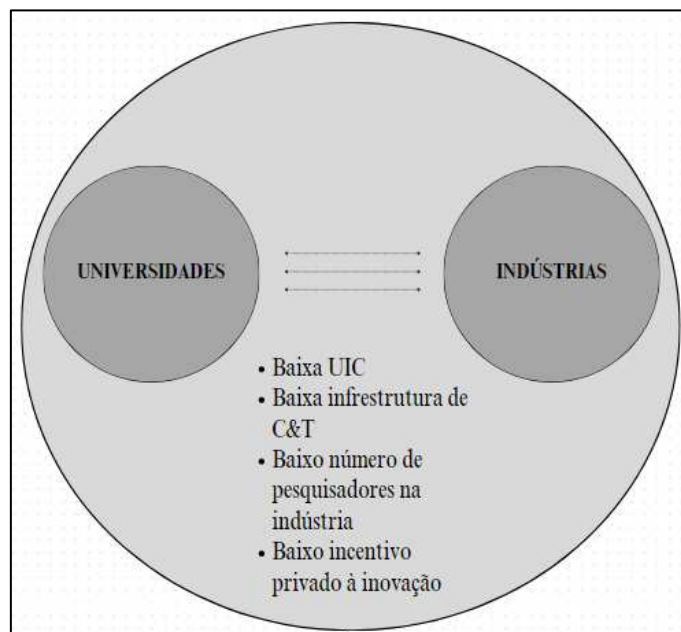 UNIVERSIDADES
INDÚSTRIAS
• Baixa UIC
• Baixa infrestrutura de
C&T
• Baixo número de
pesquisadores na
indústria
• Baixo incentivo
privado à inovação